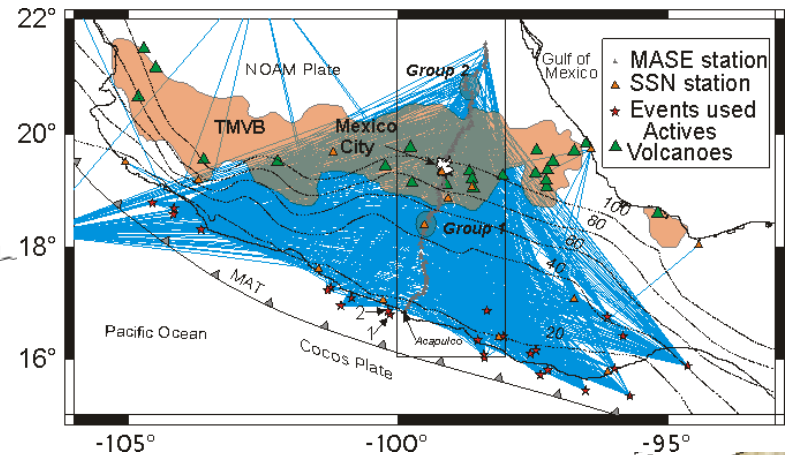 22°
20°
18°
16°
-105°
-100°
-95°
NOAM Plate
Group 2
Gulf of
Mexico
MASE station
SSN station
Events used
Actives
Volcanoes
TMVB
Mexico
City
Group 1
100
80
60
40
20
MAT
2
1
Acapulco
Pacific Ocean
Cocos Plate